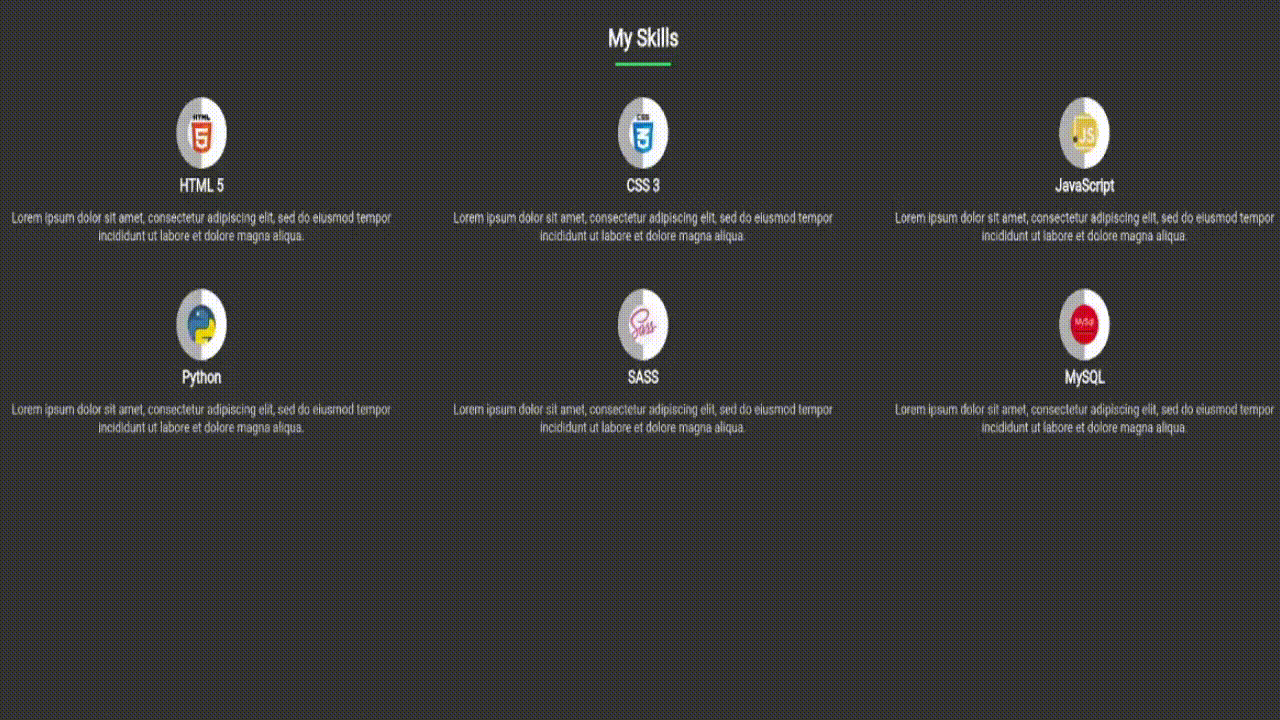 My Skills
HTML
5
CSS
3
JS
HTML 5
CSS 3
JavaScript
Lorem ipsum dolor sit amet, consectetur adipiscing elit, sed do eiusmod tempor
incididunt ut labore et dolore magna aliqua.
Lorem ipsum dolor sit amet, consectetur adipiscing elit, sed do eiusmod tempor
incididunt ut labore et dolore magna aliqua.
Lorem ipsum dolor sit amet, consectetur adipiscing elit, sed do eiusmod tempor
incididunt ut labore et dolore magna aliqua.
Sass
MySql
Python
SASS
MySQL
Lorem ipsum dolor sit amet, consectetur adipiscing elit, sed do eiusmod tempor
incididunt ut labore et dolore magna aliqua.
Lorem ipsum dolor sit amet, consectetur adipiscing elit, sed do eiusmod tempor
incididunt ut labore et dolore magna aliqua.
Lorem ipsum dolor sit amet, consectetur adipiscing elit, sed do eiusmod tempor
incididunt ut labore et dolore magna aliqua.